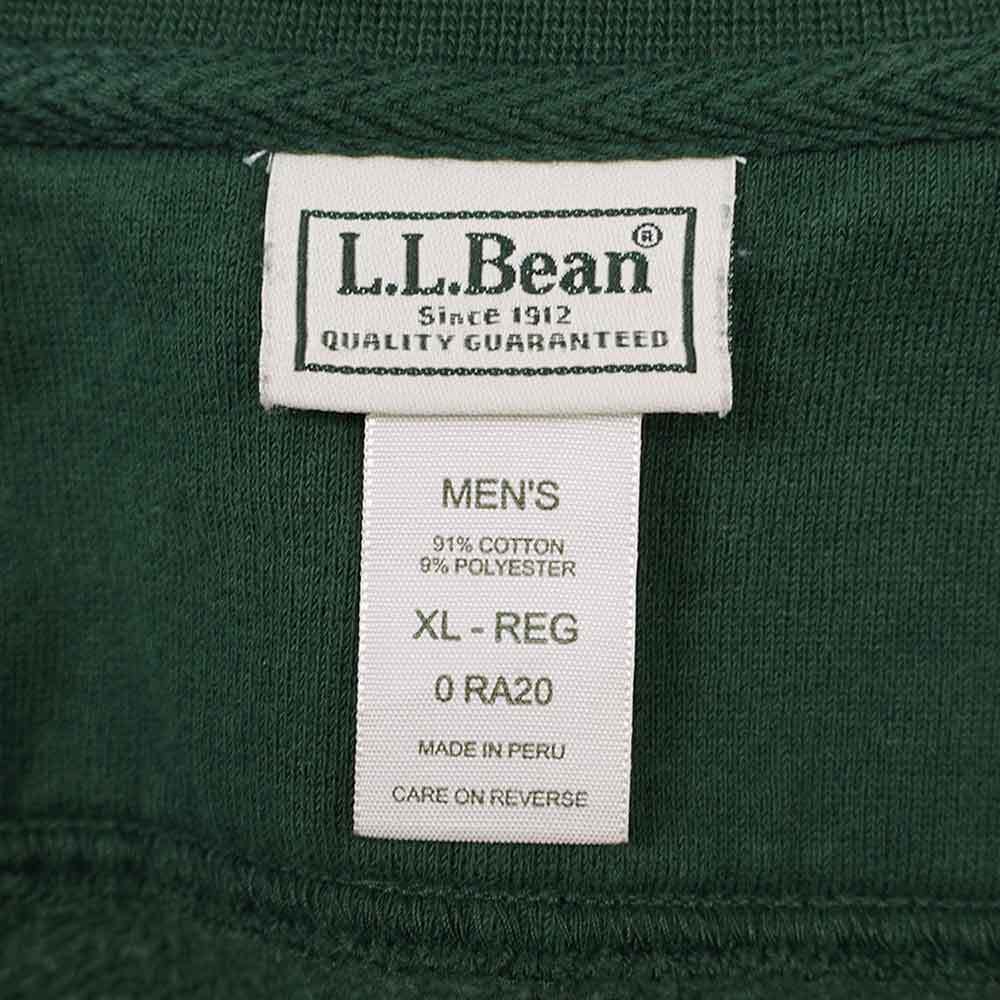 L.L.Bean®
Since 1912
QUALITY GUARANTEED
MEN'S
91% COTTON
9% POLYESTER
XL - REG
0 RA20
MADE IN PERU
CARE ON REVERSE